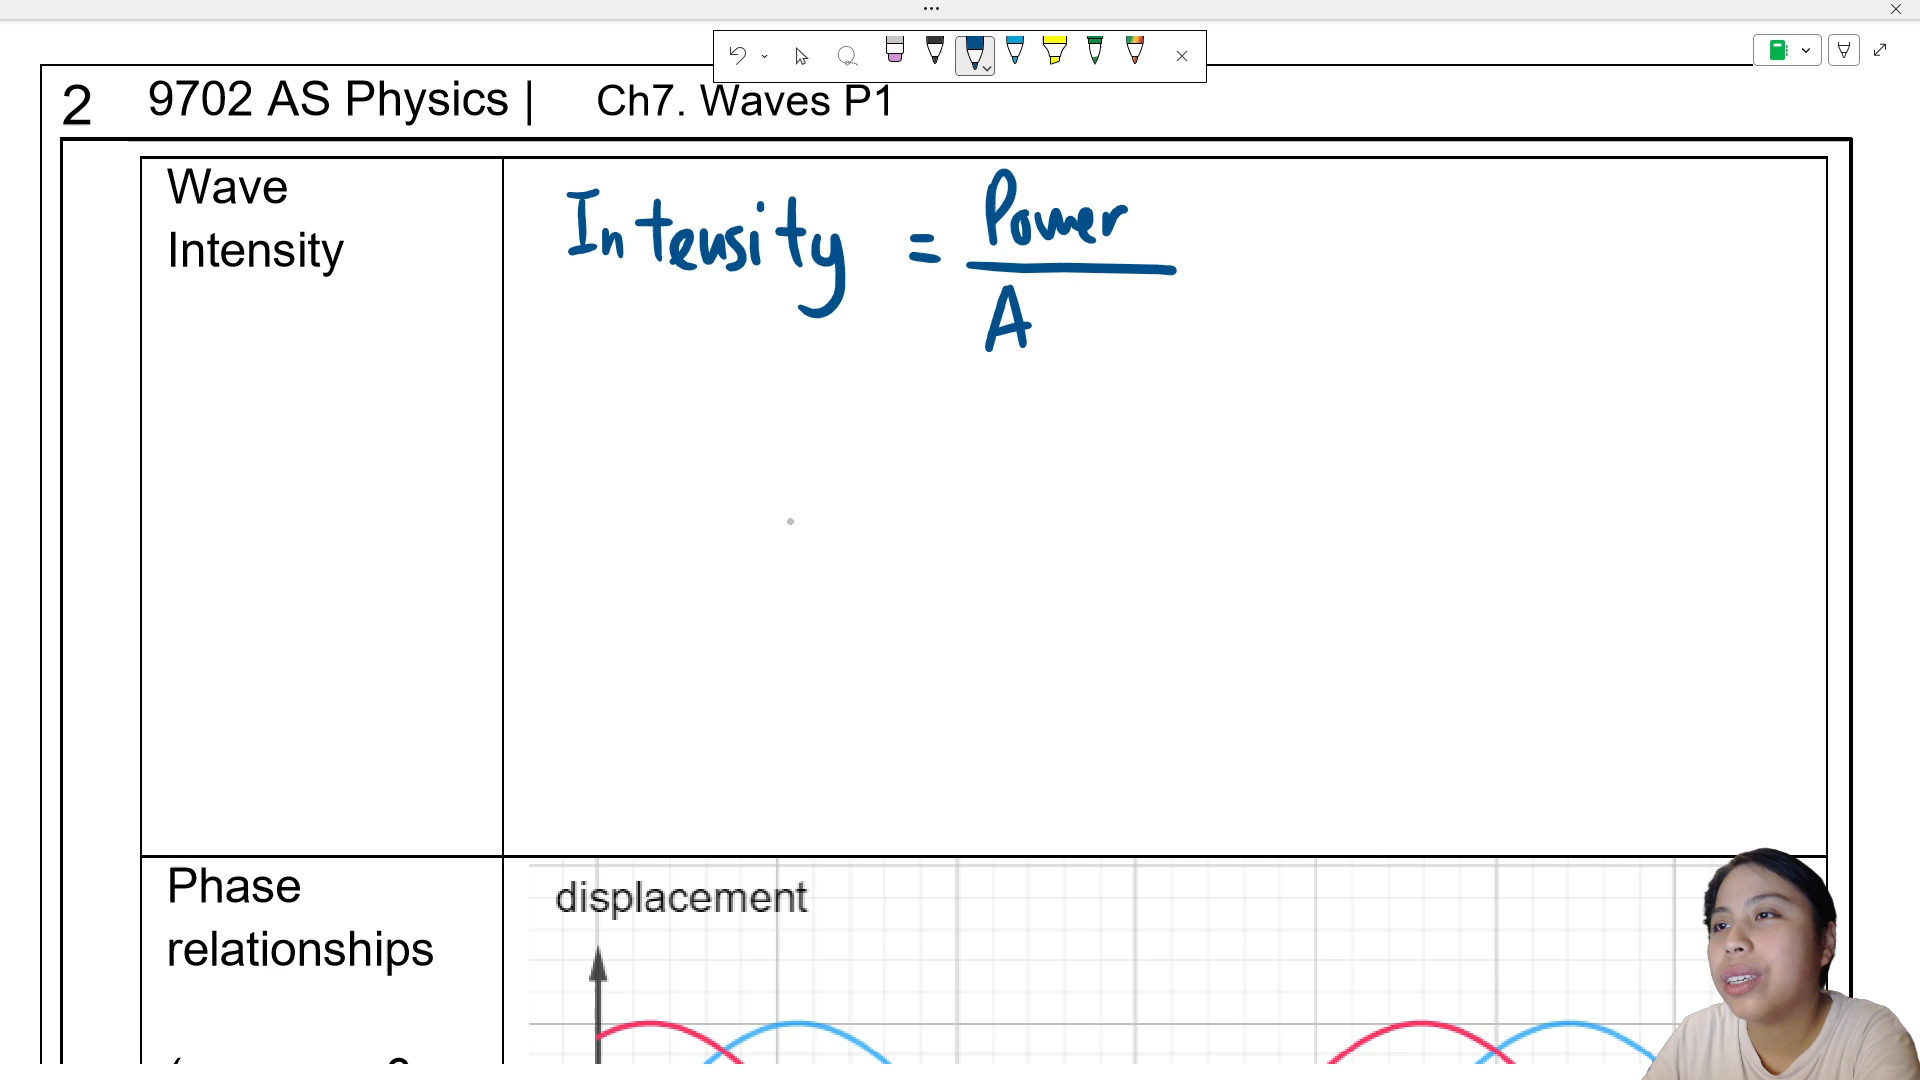 2 9702 AS Physics | Ch7. Waves P1
Wave
Intensity
Intensity = Power
A
Phase
relationships
displacement